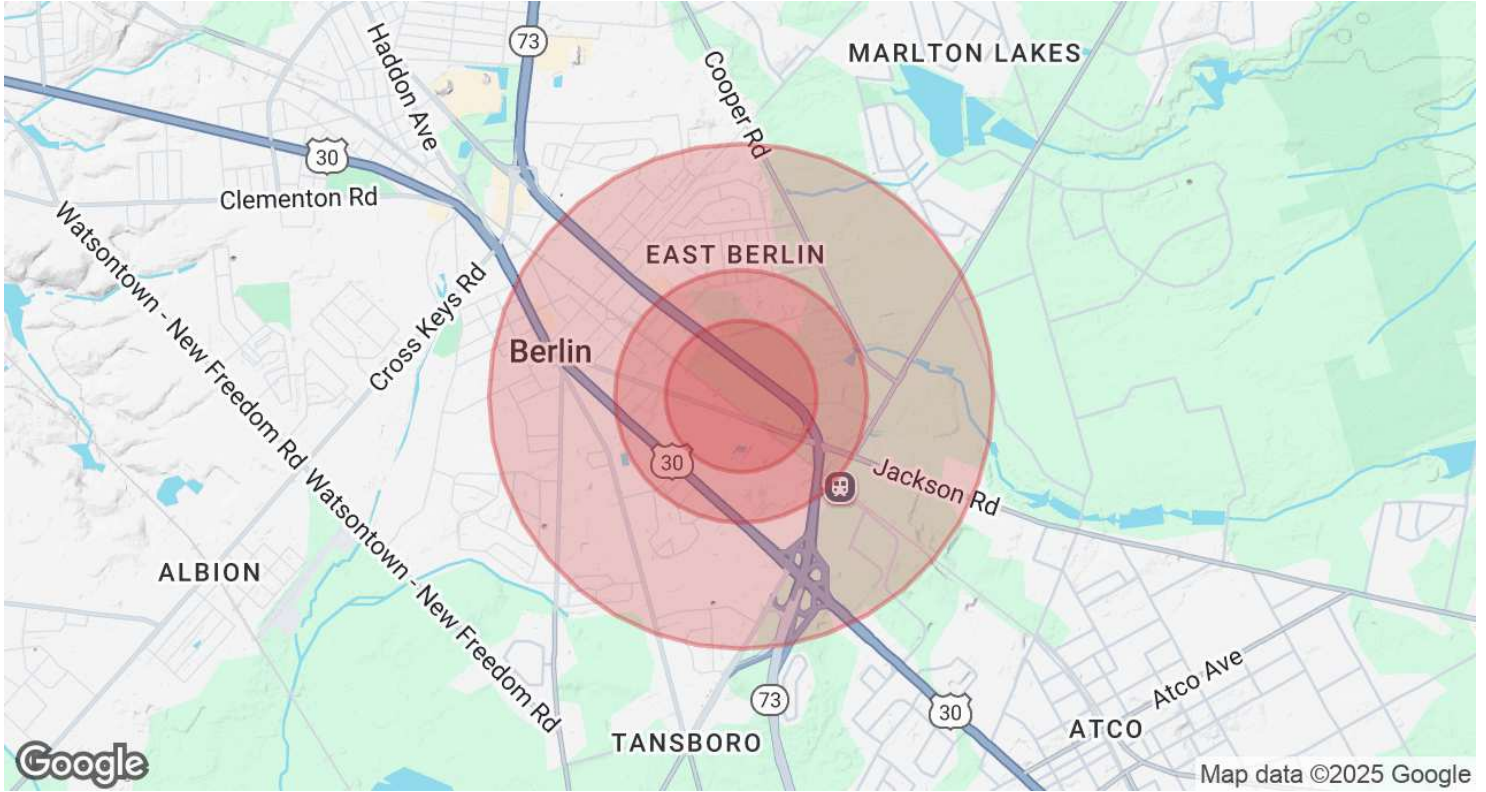 73
MARLTON LAKES
Haddon Ave
Cooper Rd
30
Clementon Rd
Watsontown - New Freedom Rd
EAST BERLIN
Cross Keys Rd
Berlin
30
Jackson Rd
Watsontown - New Freedom Rd
ALBION
73
30
Atco Ave
TANSBORO
ATCO
Google
Map data ©2025 Google